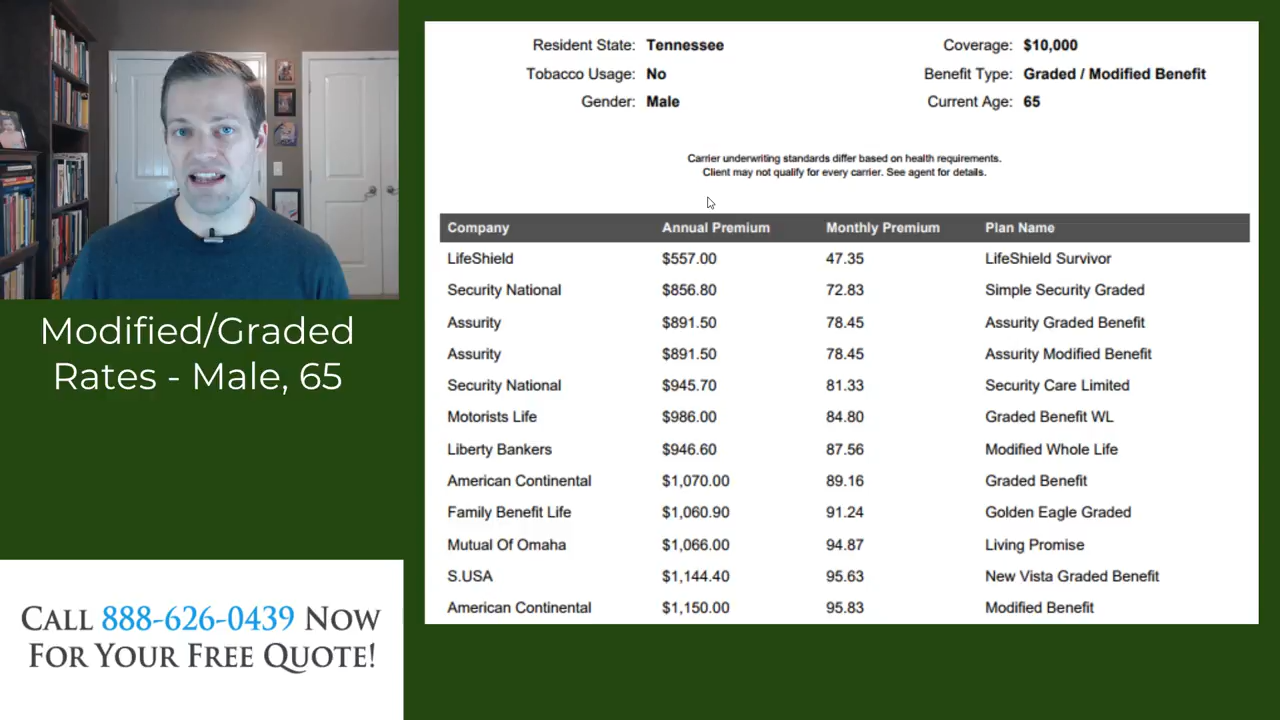 Resident State: Tennessee Coverage: $10,000
Tobacco Usage: No Benefit Type: Graded / Modified Benefit
Gender: Male Current Age: 65
Carrier underwriting standards differ based on health requirements.
Client may not qualify for every carrier. See agent for details.
Company Annual Premium Monthly Premium Plan Name
LifeShield $557.00 47.35 LifeShield Survivor
Security National $856.80 72.83 Simple Security Graded
Assurity $891.50 78.45 Assurity Graded Benefit
Assurity $891.50 78.45 Assurity Modified Benefit
Security National $945.70 81.33 Security Care Limited
Motorists Life $986.00 84.80 Graded Benefit WL
Liberty Bankers $946.60 87.56 Modified Whole Life
American Continental $1,070.00 89.16 Graded Benefit
Family Benefit Life $1,060.90 91.24 Golden Eagle Graded
Mutual Of Omaha $1,066.00 94.87 Living Promise
S.USA $1,144.40 95.63 New Vista Graded Benefit
American Continental $1,150.00 95.83 Modified Benefit
Modified/Graded
Rates - Male, 65
CALL 888-626-0439 NOW
FOR YOUR FREE QUOTE!